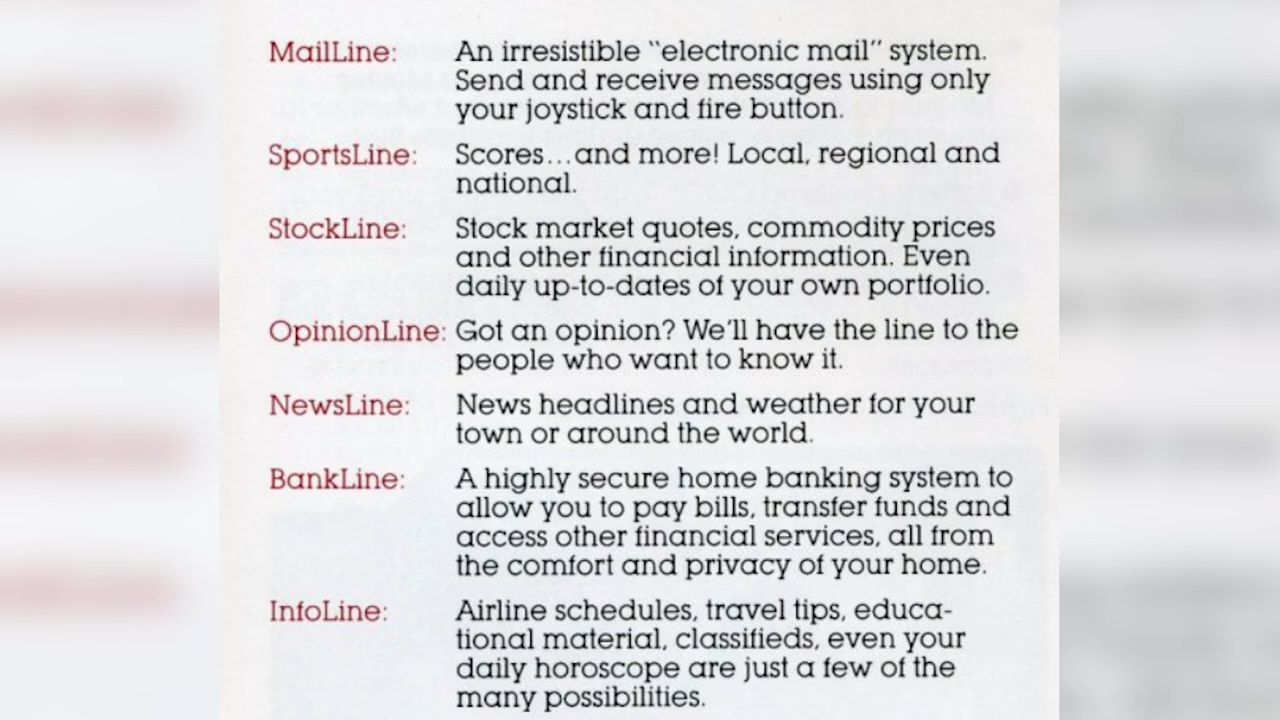 MailLine: An irresistible “electronic mail” system.
Send and receive messages using only
your joystick and fire button.
SportsLine: Scores...and more! Local, regional and
national.
StockLine: Stock market quotes, commodity prices
and other financial information. Even
daily up-to-dates of your own portfolio.
OpinionLine: Got an opinion? We’ll have the line to the
people who want to know it.
NewsLine: News headlines and weather for your
town or around the world.
BankLine: A highly secure home banking system to
allow you to pay bills, transfer funds and
access other financial services, all from
the comfort and privacy of your home.
InfoLine: Airline schedules, travel tips, educa-
tional material, classifieds, even your
daily horoscope are just a few of the
many possibilities.